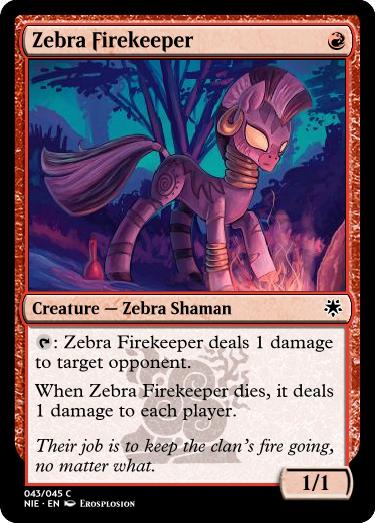 Zebra Firekeeper
Creature — Zebra Shaman
: Zebra Firekeeper deals 1 damage
to target opponent.
When Zebra Firekeeper dies, it deals
1 damage to each player.
Their job is to keep the clan's fire going,
no matter what.
1/1
043/045 C
NIE • EN Erosplosion